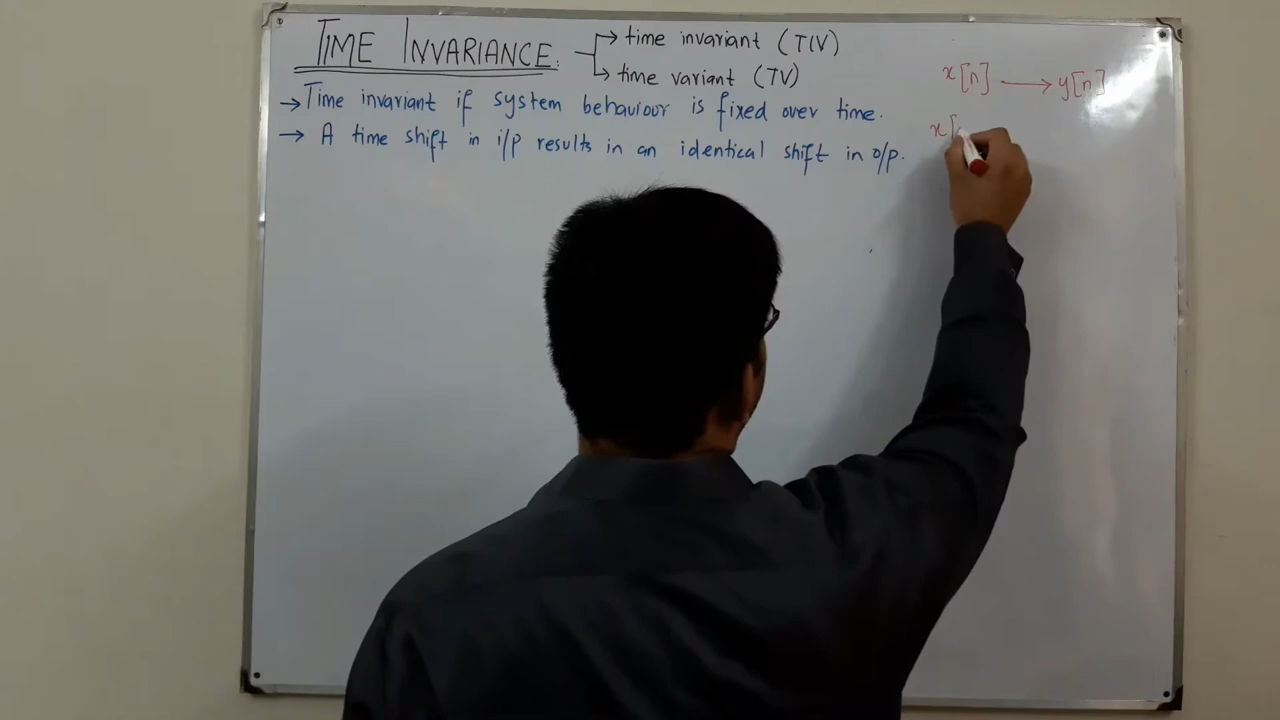 TIME INVARIANCE:
→ time invariant (TIV)
→ time variant (TV)
→ Time invariant if system behaviour is fixed over time.
→ A time shift in i/p results in an identical shift in o/p.
x[n] → y[n]
x[